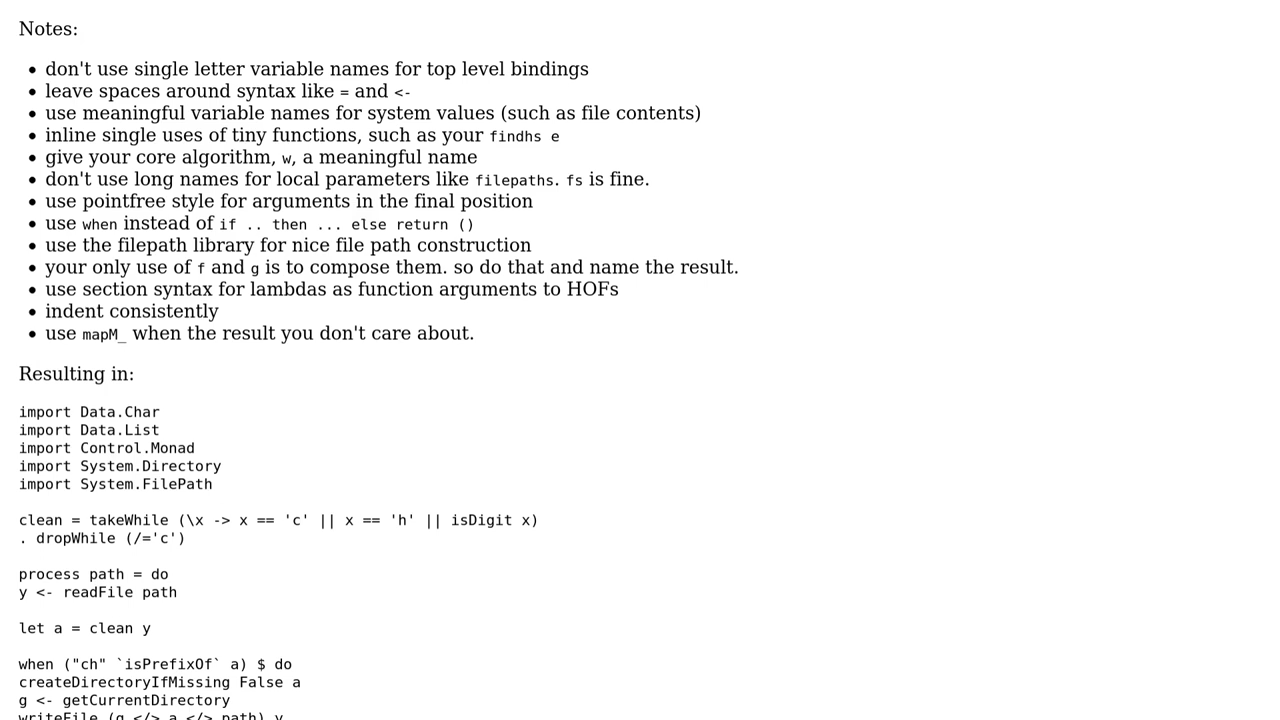 Notes:
don't use single letter variable names for top level bindings
leave spaces around syntax like = and <-
use meaningful variable names for system values (such as file contents)
inline single uses of tiny functions, such as your findhs e
give your core algorithm, w, a meaningful name
don't use long names for local parameters like filepaths. fs is fine.
use pointfree style for arguments in the final position
use when instead of if .. then ... else return ()
use the filepath library for nice file path construction
your only use of f and g is to compose them. so do that and name the result.
use section syntax for lambdas as function arguments to HOFs
indent consistently
use mapM_ when the result you don't care about.
Resulting in:
import Data.Char
import Data.List
import Control.Monad
import System.Directory
import System.FilePath
clean = takeWhile (\x -> x == 'c' || x == 'h' || isDigit x)
. dropWhile (/='c')
process path = do
y <- readFile path
let a = clean y
when ("ch" `isPrefixOf` a) $ do
createDirectoryIfMissing False a
g <- getCurrentDirectory
writeFile (g </> a </> path) y